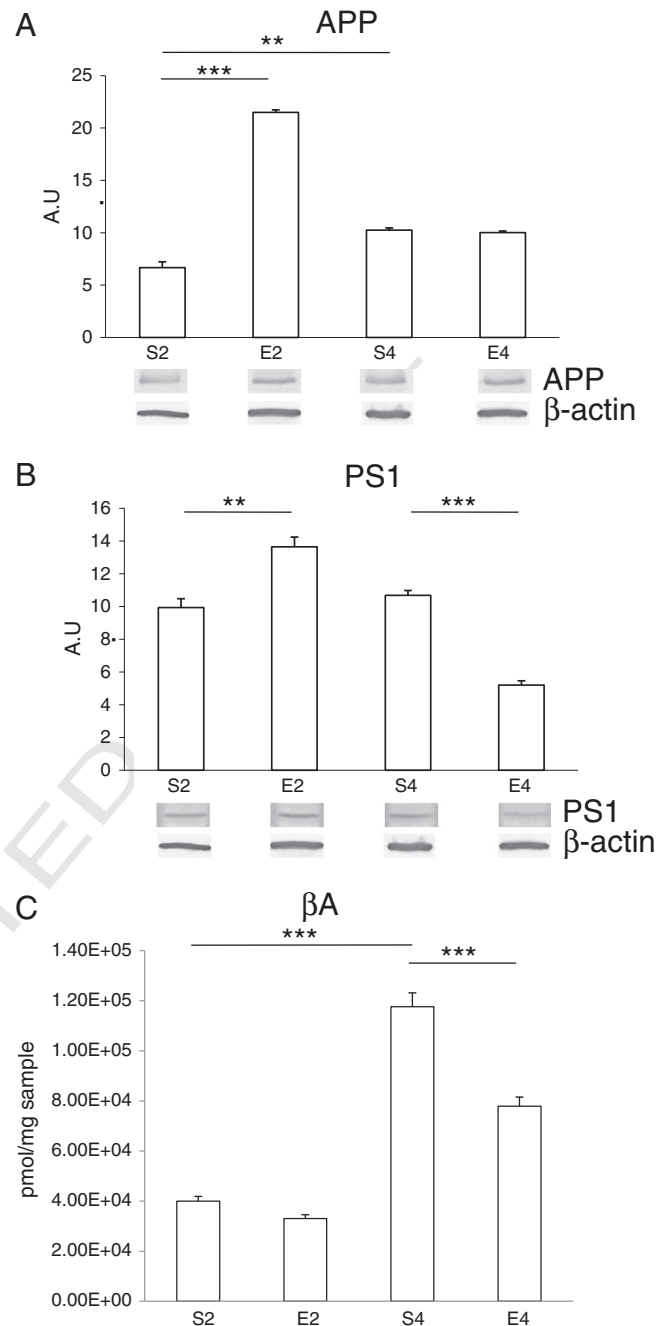 A
APP
**
***
25
20
15
10
5
0
A.U
S2 E2 S4 E4
APP
β-actin
B
PS1
** ***
16
14
12
10
8
6
4
2
0
A.U
S2 E2 S4 E4
PS1
β-actin
C
βA
***
***
1.40E+05
1.20E+05
1.00E+05
8.00E+04
6.00E+04
4.00E+04
2.00E+04
0.00E+00
pmol/mg sample
S2 E2 S4 E4